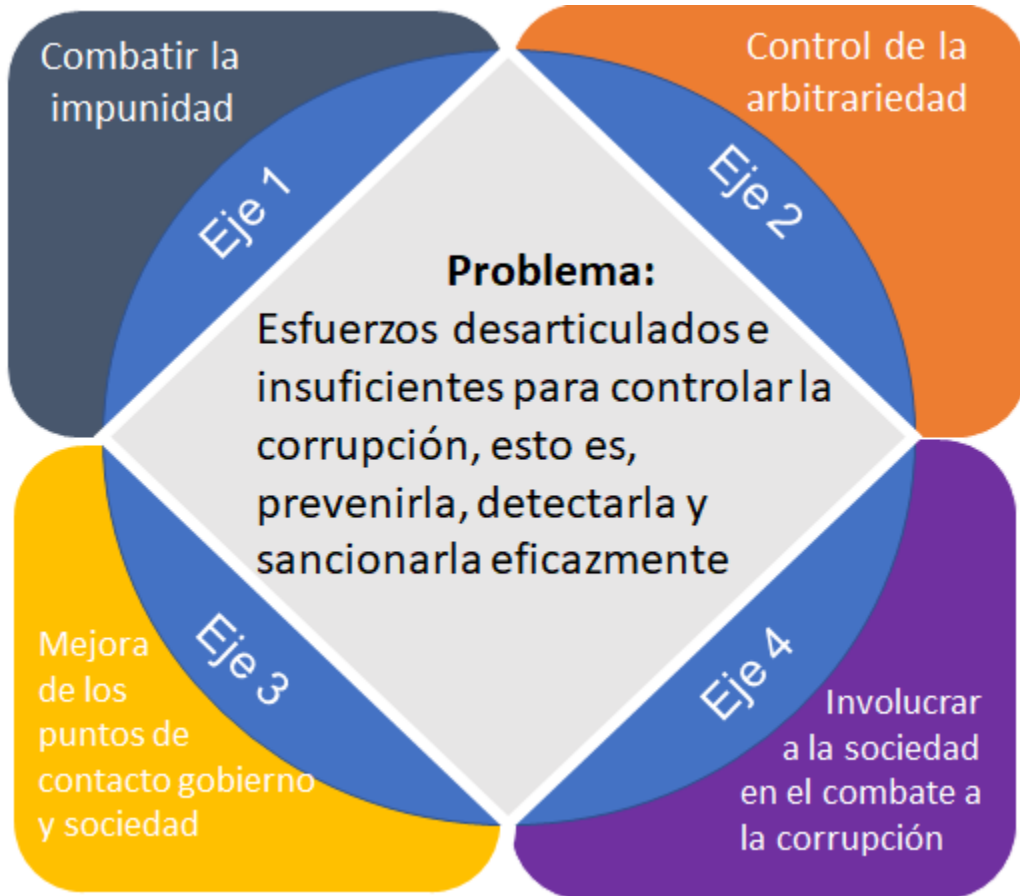 Combatir la
impunidad
Eje 1
Control de la
arbitrariedad
Eje 2
Problema:
Esfuerzos desarticulados e
insuficientes para controlar la
corrupción, esto es,
prevenirla, detectarla y
sancionarla eficazmente
Mejora
de los
puntos de
contacto gobierno
y sociedad
Eje 3
Involucrar
a la sociedad
en el combate a
la corrupción
Eje 4